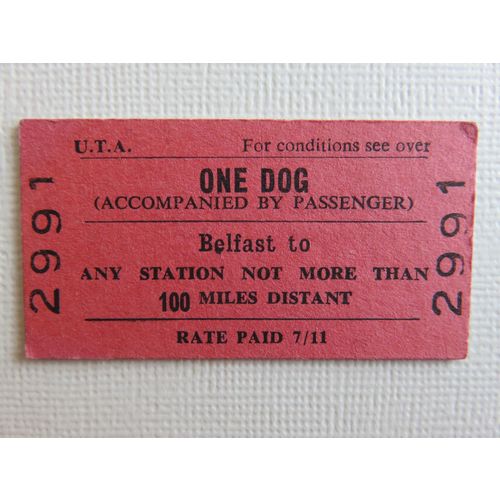 U.T.A. For conditions see over
ONE DOG
(ACCOMPANIED BY PASSENGER)
Belfast to
ANY STATION NOT MORE THAN
100 MILES DISTANT
RATE PAID 7/11
2991
2991